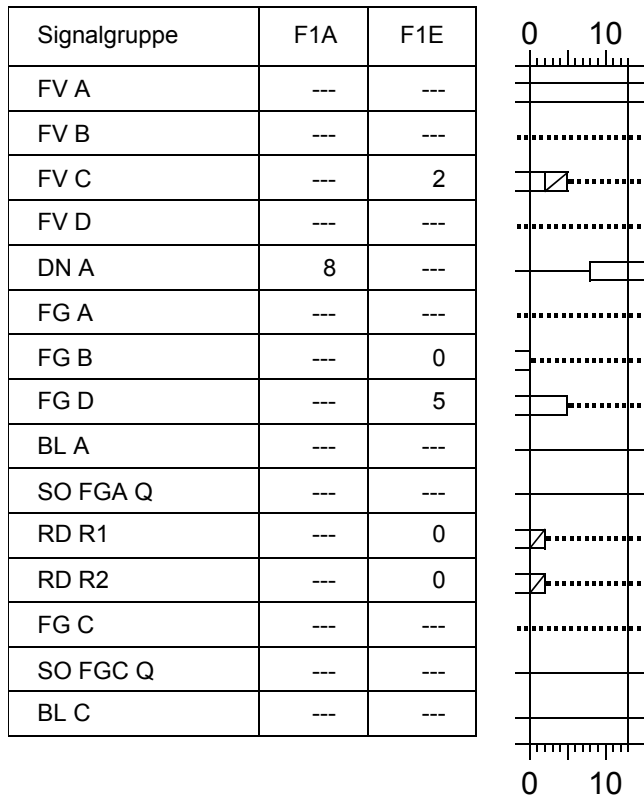 Signalgruppe F1A F1E 0 10
FV A --- ---
FV B --- ---
FV C --- 2
FV D --- ---
DN A 8 ---
FG A --- ---
FG B --- 0
FG D --- 5
BL A --- ---
SO FGA Q --- ---
RD R1 --- 0
RD R2 --- 0
FG C --- ---
SO FGC Q --- ---
BL C --- ---
0 10